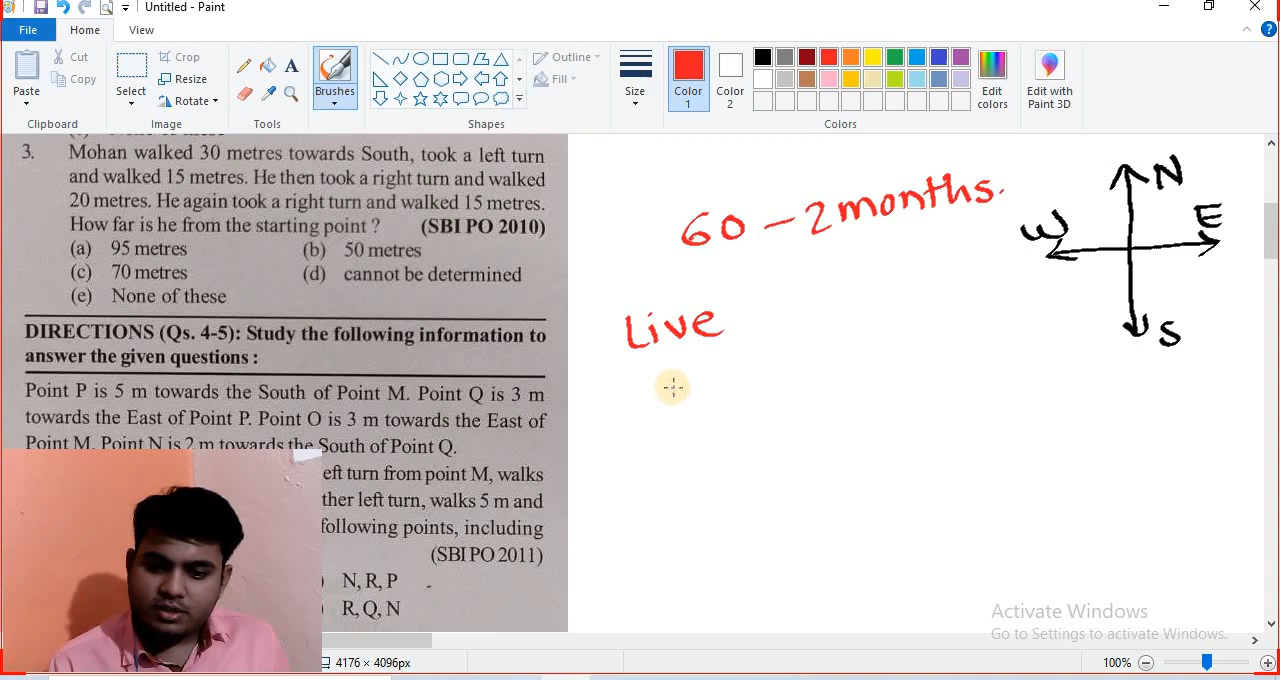 Untitled - Paint
File Home View
Paste
Cut
Copy
Clipboard
Select
Crop
Resize
Rotate
Image
Tools
Brushes
Shapes
Outline
Fill
Size
Color 1
Color 2
Edit colors
Colors
Edit with Paint 3D
3. Mohan walked 30 metres towards South, took a left turn
and walked 15 metres. He then took a right turn and walked
20 metres. He again took a right turn and walked 15 metres.
How far is he from the starting point ? (SBI PO 2010)
(a) 95 metres (b) 50 metres
(c) 70 metres (d) cannot be determined
(e) None of these
DIRECTIONS (Qs. 4-5): Study the following information to
answer the given questions :
Point P is 5 m towards the South of Point M. Point Q is 3 m
towards the East of Point P. Point O is 3 m towards the East of
Point M. Point N is 2 m towards the South of Point Q.
eft turn from point M, walks
ther left turn, walks 5 m and
following points, including
(SBI PO 2011)
) N, R, P
) R, Q, N
60 - 2 months.
Live
N
W E
S
Activate Windows
Go to Settings to activate Windows.
4176 × 4096px
100%